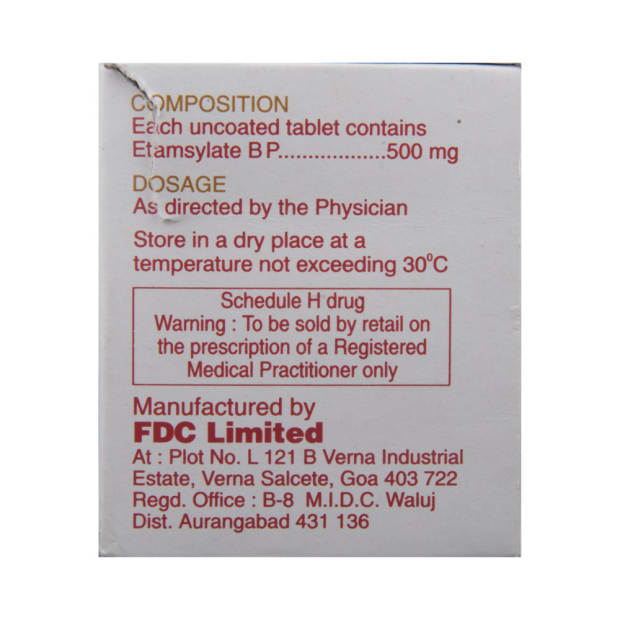 COMPOSITION
Each uncoated tablet contains
Etamsylate B P..................500 mg
DOSAGE
As directed by the Physician
Store in a dry place at a
temperature not exceeding 30⁰C
Schedule H drug
Warning : To be sold by retail on
the prescription of a Registered
Medical Practitioner only
Manufactured by
FDC Limited
At : Plot No. L 121 B Verna Industrial
Estate, Verna Salcete, Goa 403 722
Regd. Office : B-8 M.I.D.C. Waluj
Dist. Aurangabad 431 136